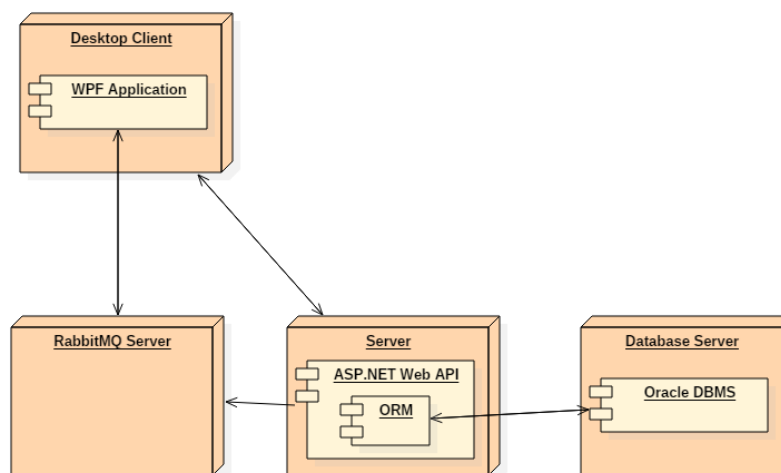 Desktop Client
WPF Application
RabbitMQ Server
Server
Database Server
ASP.NET Web API
ORM
Oracle DBMS